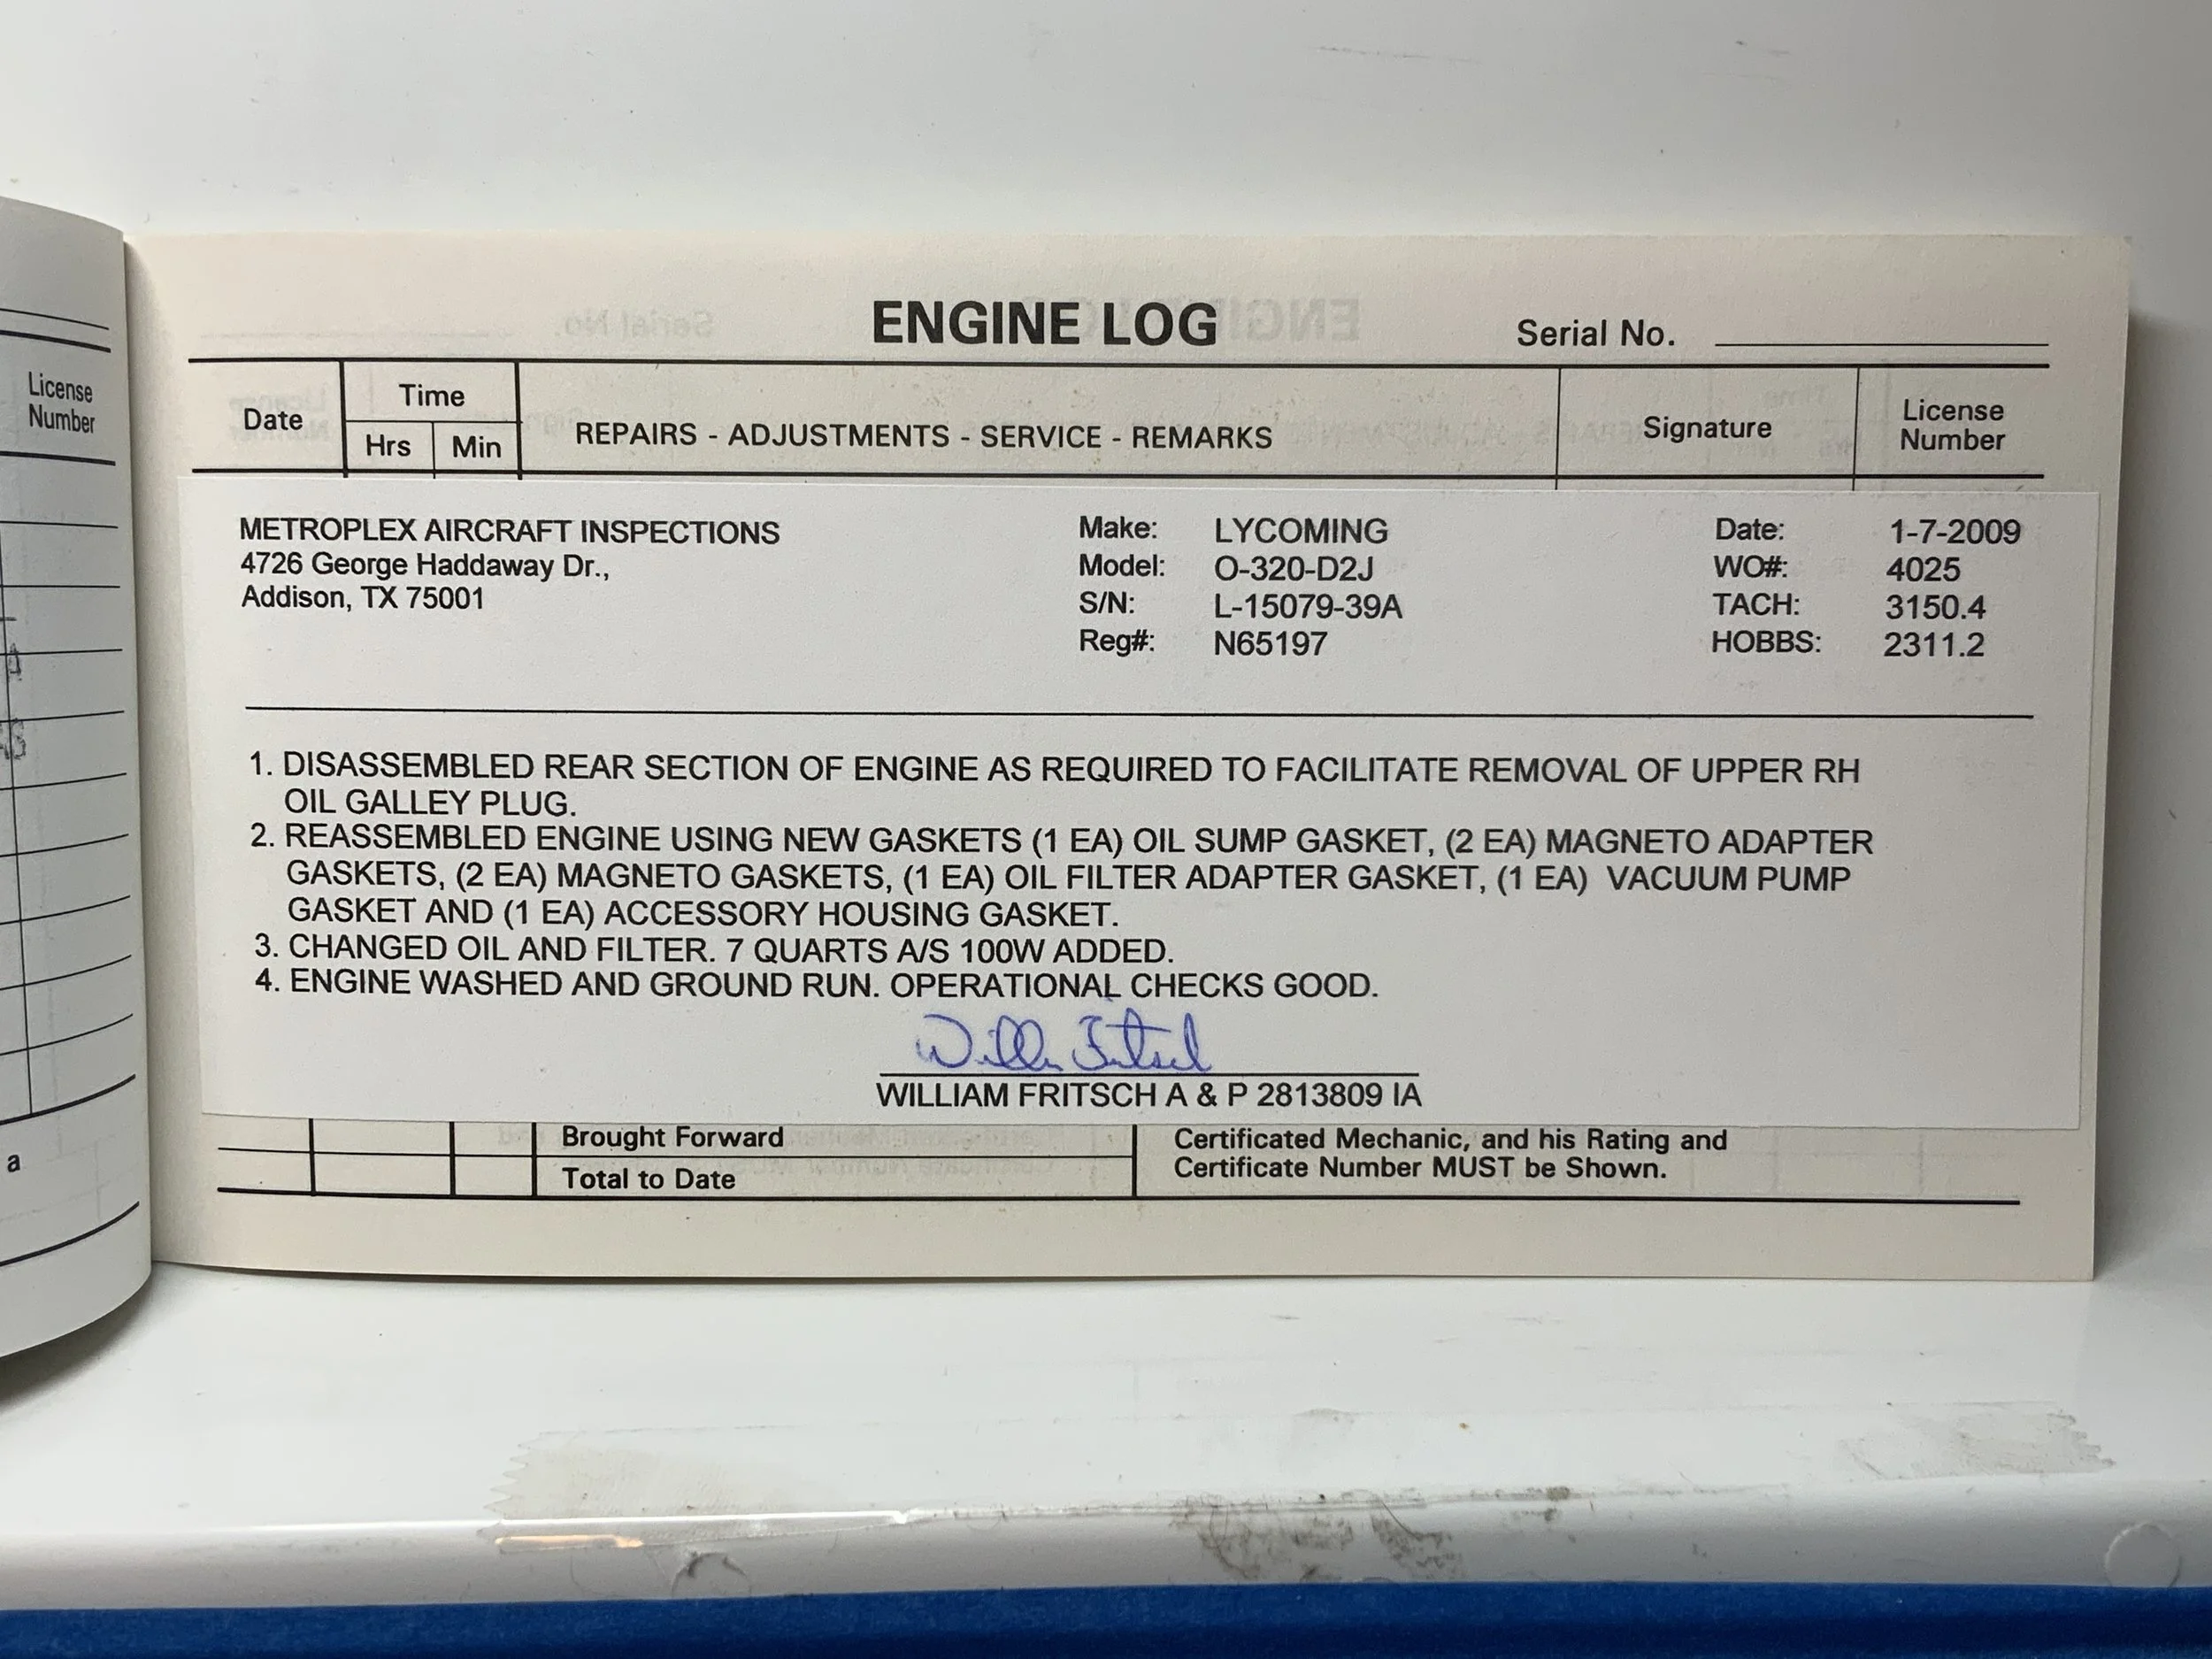 ENGINE LOG
Serial No.
License Number
Date
Time
Hrs
Min
REPAIRS - ADJUSTMENTS - SERVICE - REMARKS
Signature
License
Number
METROPLEX AIRCRAFT INSPECTIONS
4726 George Haddaway Dr.,
Addison, TX 75001
Make: LYCOMING
Model: O-320-D2J
S/N: L-15079-39A
Reg#: N65197
Date: 1-7-2009
WO#: 4025
TACH: 3150.4
HOBBS: 2311.2
1. DISASSEMBLED REAR SECTION OF ENGINE AS REQUIRED TO FACILITATE REMOVAL OF UPPER RH
OIL GALLEY PLUG.
2. REASSEMBLED ENGINE USING NEW GASKETS (1 EA) OIL SUMP GASKET, (2 EA) MAGNETO ADAPTER
GASKETS, (2 EA) MAGNETO GASKETS, (1 EA) OIL FILTER ADAPTER GASKET, (1 EA) VACUUM PUMP
GASKET AND (1 EA) ACCESSORY HOUSING GASKET.
3. CHANGED OIL AND FILTER. 7 QUARTS A/S 100W ADDED.
4. ENGINE WASHED AND GROUND RUN. OPERATIONAL CHECKS GOOD.
WILLIAM FRITSCH A & P 2813809 IA
Brought Forward
Total to Date
Certificated Mechanic, and his Rating and
Certificate Number MUST be Shown.
a